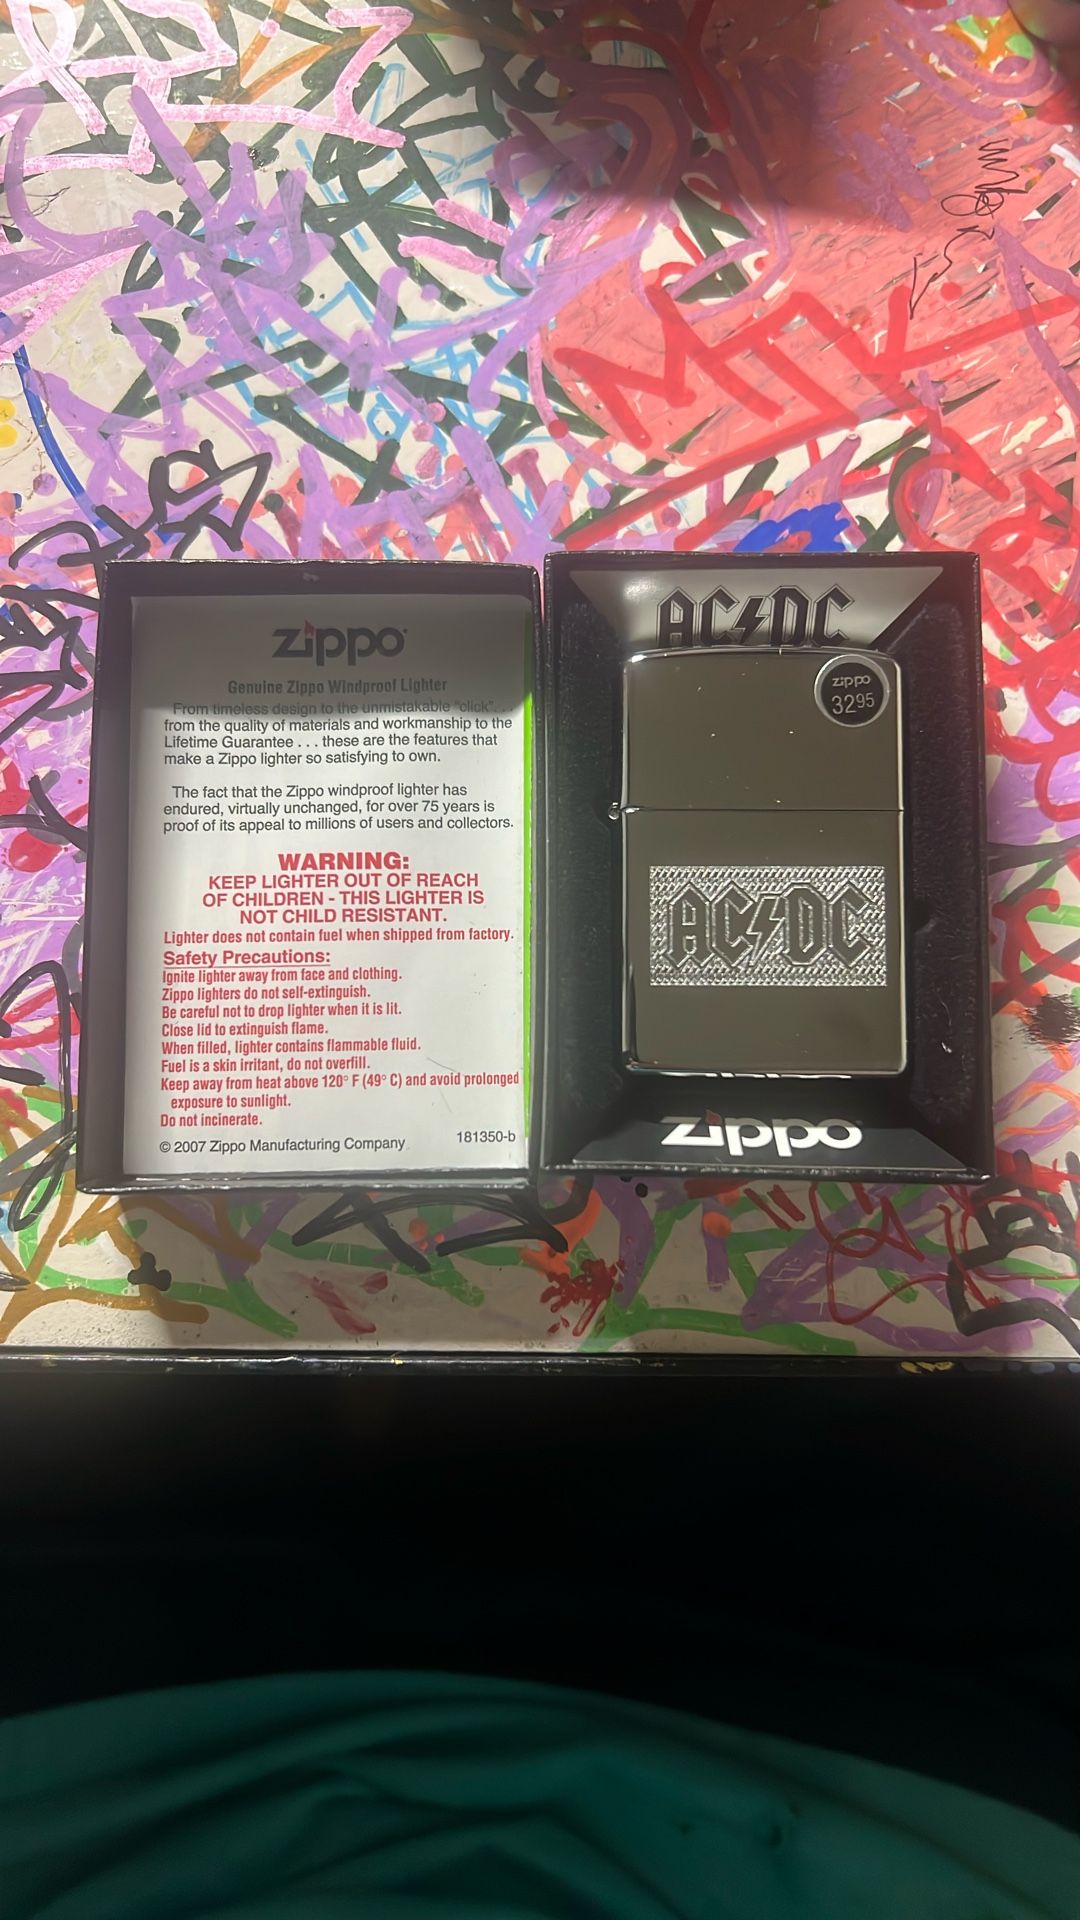 zippo
Genuine Zippo Windproof Lighter
From timeless design to the unmistakable "click". . .
from the quality of materials and workmanship to the
Lifetime Guarantee . . . these are the features that
make a Zippo lighter so satisfying to own.
The fact that the Zippo windproof lighter has
endured, virtually unchanged, for over 75 years is
proof of its appeal to millions of users and collectors.
WARNING:
KEEP LIGHTER OUT OF REACH
OF CHILDREN - THIS LIGHTER IS
NOT CHILD RESISTANT.
Lighter does not contain fuel when shipped from factory.
Safety Precautions:
Ignite lighter away from face and clothing.
Zippo lighters do not self-extinguish.
Be careful not to drop lighter when it is lit.
Close lid to extinguish flame.
When filled, lighter contains flammable fluid.
Fuel is a skin irritant, do not overfill.
Keep away from heat above 120° F (49° C) and avoid prolonged
exposure to sunlight.
Do not incinerate.
© 2007 Zippo Manufacturing Company
181350-b
AC⚡DC
zippo
3295
AC⚡DC
zippo